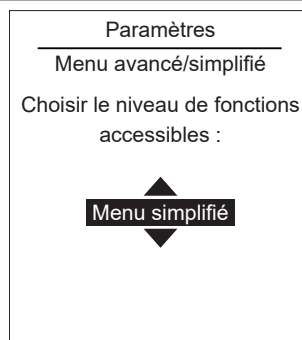 Paramètres
Menu avancé/simplifié
Choisir le niveau de fonctions
accessibles :
Menu simplifié